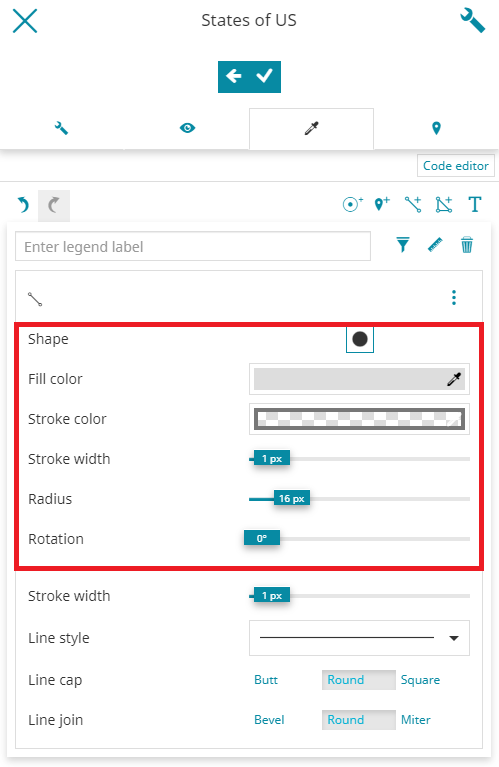 States of US
Code editor
T
Enter legend label
Shape
Fill color
Stroke color
Stroke width 1 px
Radius 16 px
Rotation 0°
Stroke width 1 px
Line style
Line cap Butt Round Square
Line join Bevel Round Miter